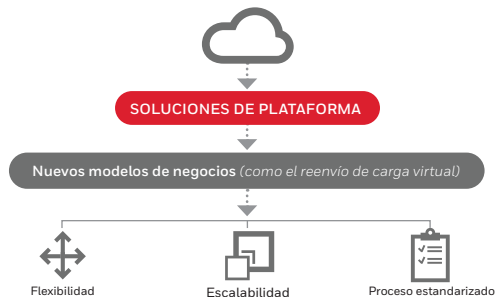 SOLUCIONES DE PLATAFORMA
Nuevos modelos de negocios (como el reenvío de carga virtual)
Flexibilidad
Escalabilidad
Proceso estandarizado